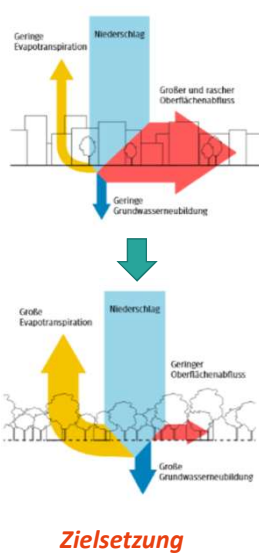 Geringe
Evapotranspiration
Niederschlag
Großer und rascher
Oberflächenabfluss
Geringe
Grundwasserneubildung
Große
Evapotranspiration
Niederschlag
Geringer
Oberflächenabfluss
Große
Grundwasserneubildung
Zielsetzung